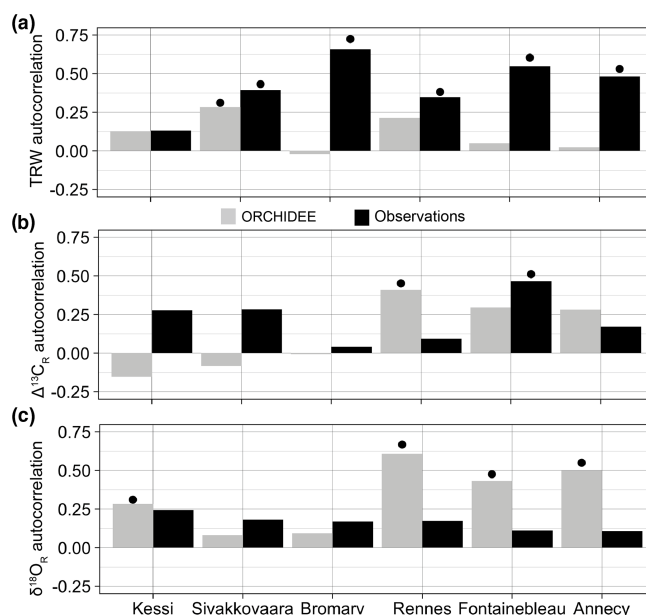 (a)
0.75
0.50
0.25
0.00
-0.25
TRW autocorrelation
ORCHIDEE Observations
(b)
0.75
0.50
0.25
0.00
-0.25
Δ¹³C_R autocorrelation
(c)
0.75
0.50
0.25
0.00
-0.25
δ¹⁸O_R autocorrelation
Kessi Sivakkovaara Bromarv Rennes Fontainebleau Annecy